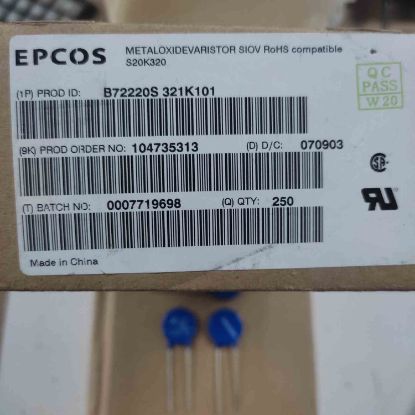 EPCOS
METALOXIDEVARISTOR SIOV RoHS compatible
S20K320
QC
PASS
W20
(1P) PROD ID: B72220S 321K101
(9K) PROD ORDER NO: 104735313 (D) D/C: 070903
(T) BATCH NO: 0007719698 (Q) QTY: 250
Made in China